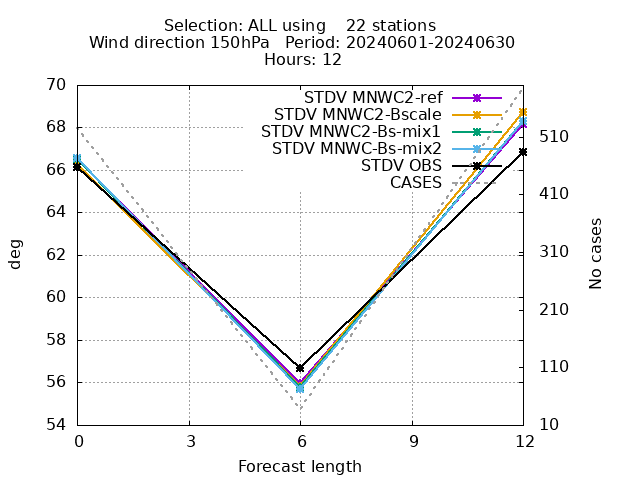 Selection: ALL using    22 stations
Wind direction 150hPa   Period: 20240601-20240630
Hours: 12
70
68
66
64
62
60
58
56
54
deg
STDV MNWC2-ref
STDV MNWC2-Bscale
STDV MNWC2-Bs-mix1
STDV MNWC-Bs-mix2
STDV OBS
CASES
510
410
310
210
110
10
No cases
0
3
6
9
12
Forecast length